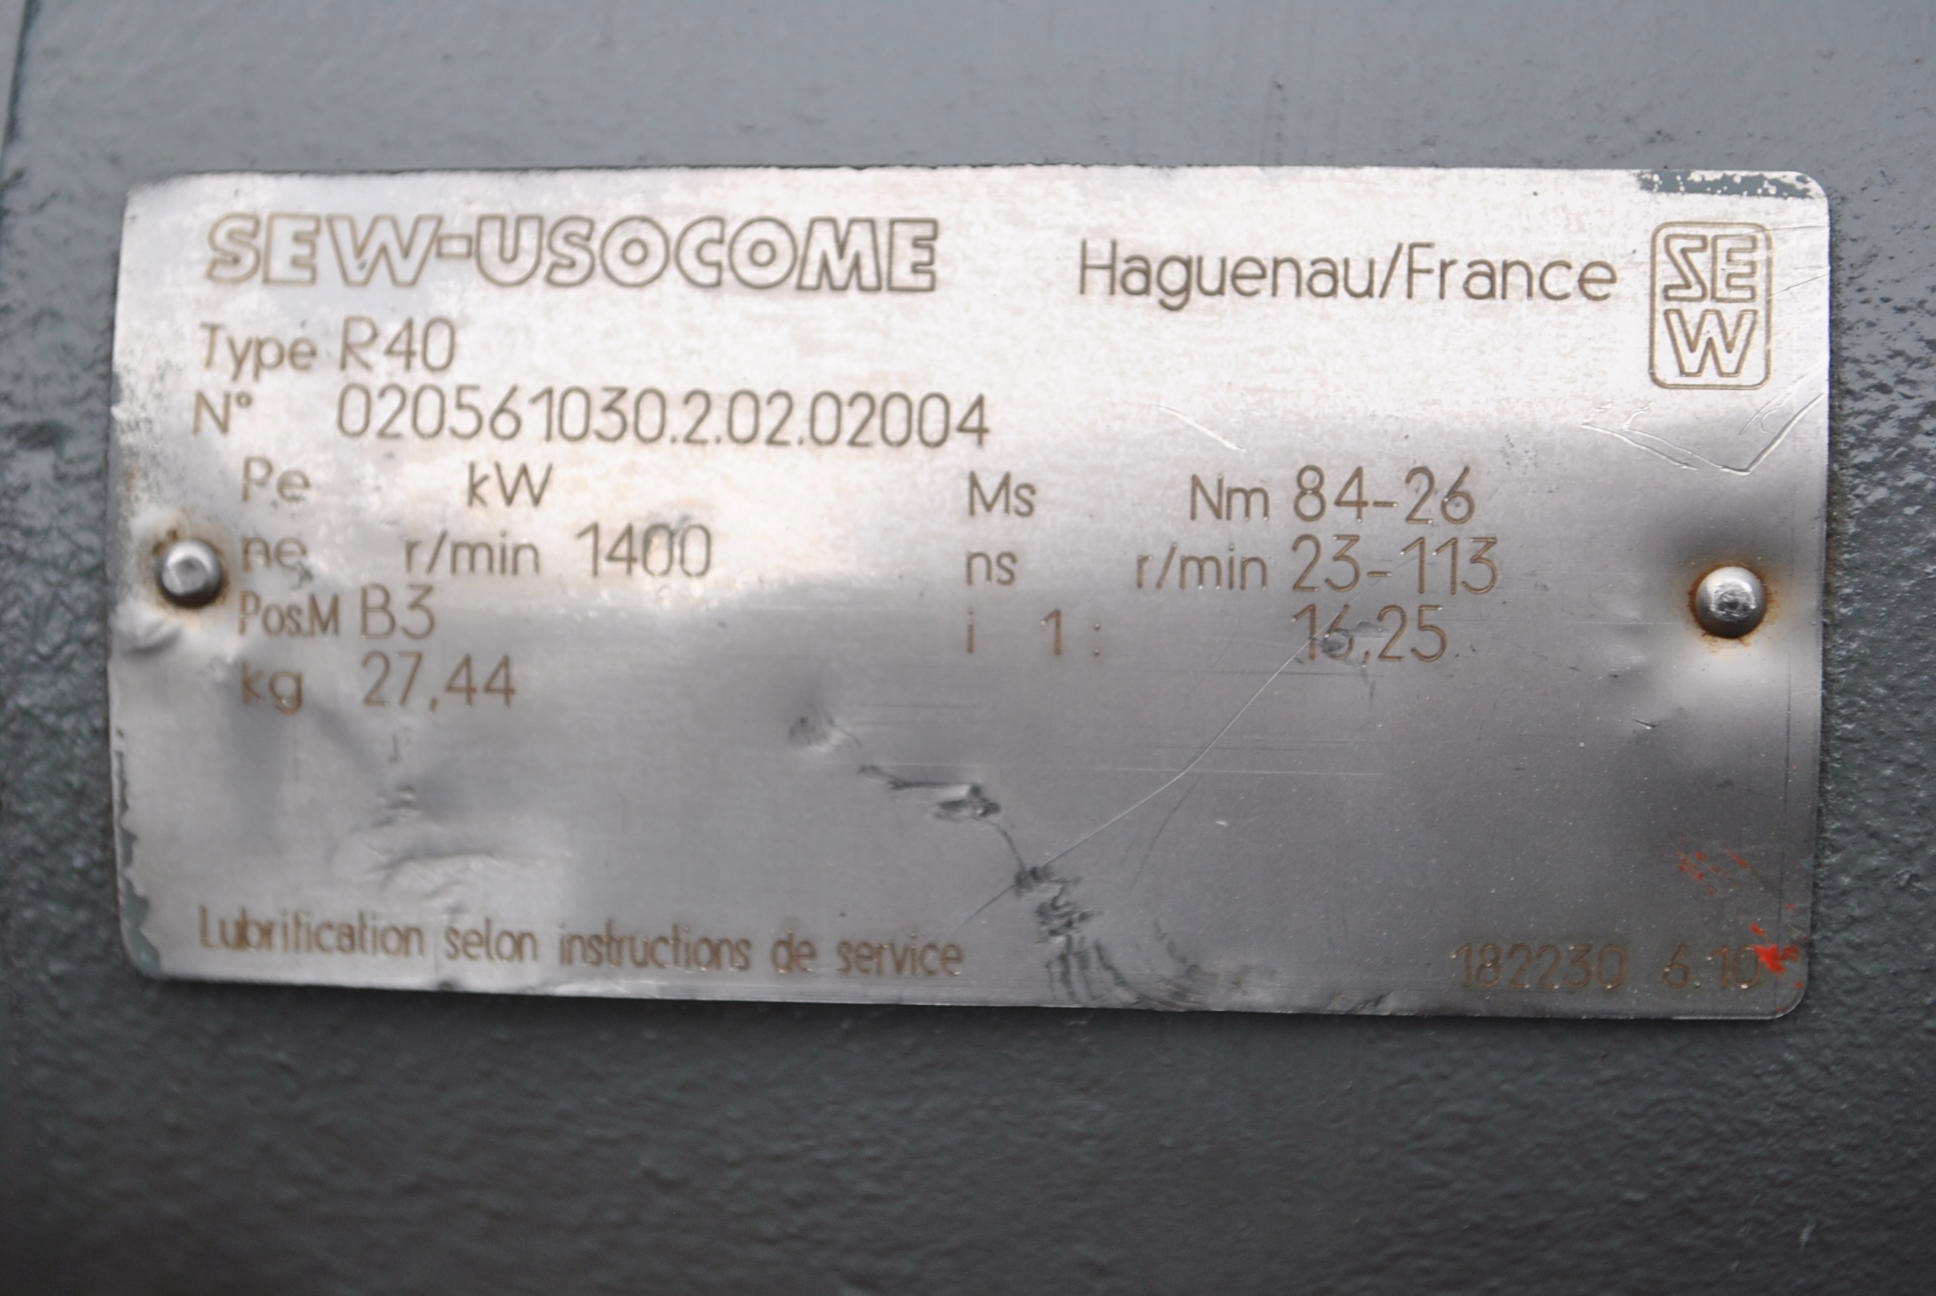 SEW-USOCOME Haguenau/France SEW
Type R40
N° 020561030.2.02.02004
Pe kW Ms Nm 84-26
ne r/min 1400 ns r/min 23-113
Pos.M B3 i 1: 16,25
kg 27,44
Lubrification selon instructions de service 182230 6.10